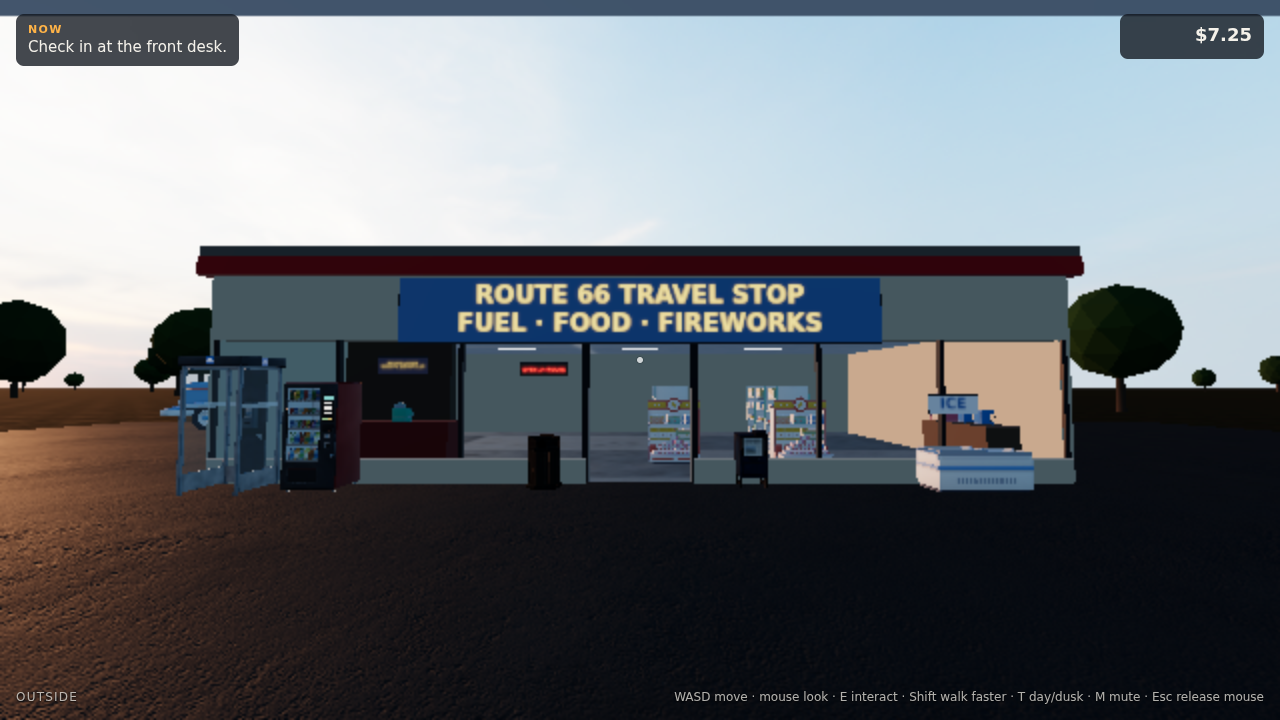 NOW
Check in at the front desk.
$7.25
ROUTE 66 TRAVEL STOP
FUEL · FOOD · FIREWORKS
ICE
OUTSIDE
WASD move · mouse look · E interact · Shift walk faster · T day/dusk · M mute · Esc release mouse